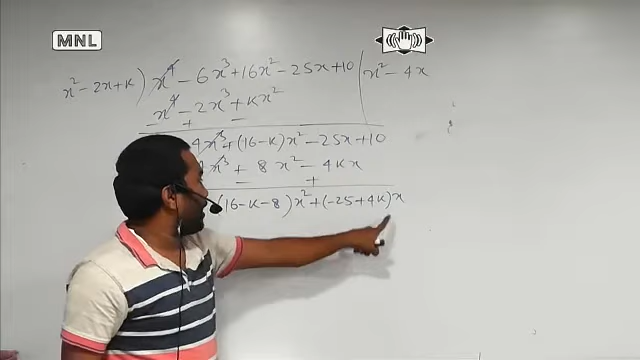 MNL
x² - 2x + k ) x⁴ - 6x³ + 16x² - 25x + 10 | x² - 4x
x⁴ - 2x³ + kx²
- + -
4x³ + (16 - k)x² - 25x + 10
4x³ + 8x² - 4kx
- +
(16 - k - 8)x² + (-25 + 4k)x